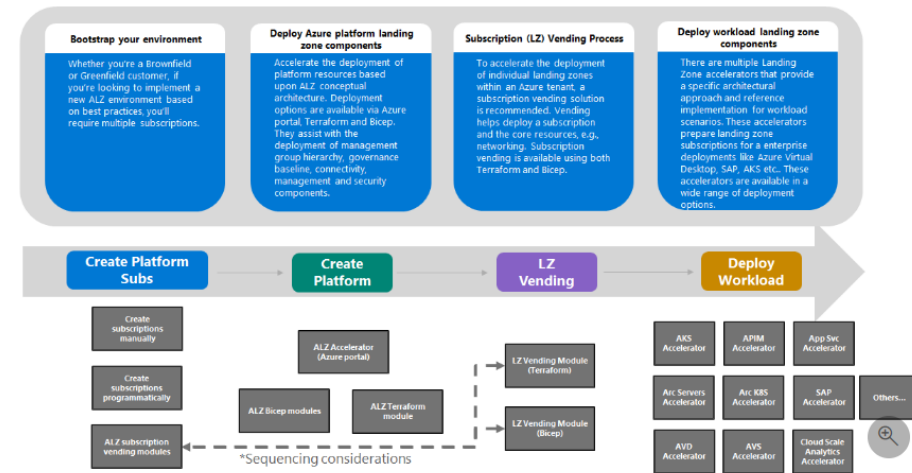 Bootstrap your environment
Whether you're a Brownfield
or Greenfield customer, if
you're looking to implement a
new ALZ environment based
on best practices, you'll
require multiple subscriptions.
Deploy Azure platform landing
zone components
Accelerate the deployment of
platform resources based
upon ALZ conceptual
architecture. Deployment
options are available via Azure
portal, Terraform and Bicep.
They assist with the
deployment of management
group hierarchy, governance
baseline, connectivity,
management and security
components.
Subscription (LZ) Vending Process
To accelerate the deployment
of individual landing zones
within an Azure tenant, a
subscription vending solution
is recommended. Vending
helps deploy a subscription
and the core resources, e.g.,
networking. Subscription
vending is available using both
Terraform and Bicep.
Deploy workload landing zone
components
There are multiple Landing
Zone accelerators that provide
a specific architectural
approach and reference
implementation for workload
scenarios. These accelerators
prepare landing zone
subscriptions for a enterprise
deployments like Azure Virtual
Desktop, SAP, AKS etc.. These
accelerators are available in a
wide range of deployment
options.
Create Platform
Subs
Create
Platform
LZ
Vending
Deploy
Workload
Create
subscriptions
manually
Create
subscriptions
programmatically
ALZ subscription
vending modules
ALZ Accelerator
(Azure portal)
ALZ Bicep modules
ALZ Terraform
module
*Sequencing considerations
LZ Vending Module
(Terraform)
LZ Vending Module
(Bicep)
AKS
Accelerator
APIM
Accelerator
App Svc
Accelerator
Arc Servers
Accelerator
Arc K8S
Accelerator
SAP
Accelerator
Others...
AVD
Accelerator
AVS
Accelerator
Cloud Scale
Analytics
Accelerator